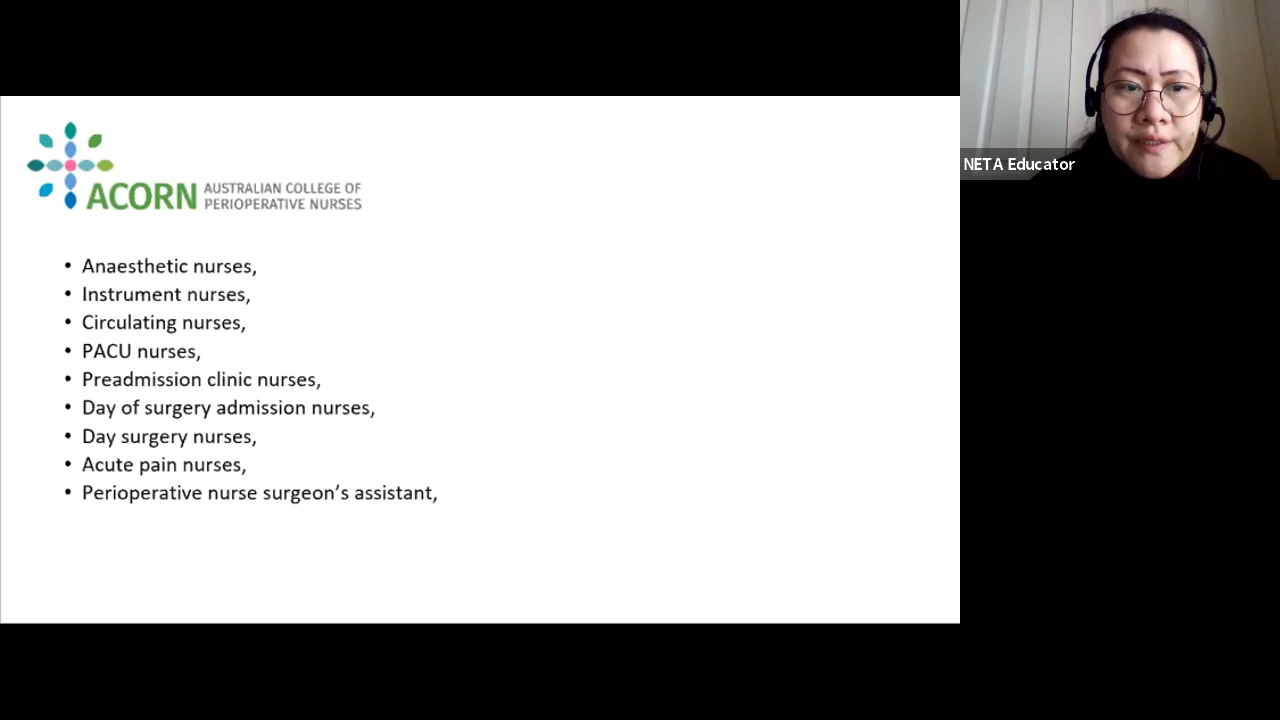 ACORN AUSTRALIAN COLLEGE OF
PERIOPERATIVE NURSES
• Anaesthetic nurses,
• Instrument nurses,
• Circulating nurses,
• PACU nurses,
• Preadmission clinic nurses,
• Day of surgery admission nurses,
• Day surgery nurses,
• Acute pain nurses,
• Perioperative nurse surgeon’s assistant,
NETA Educator